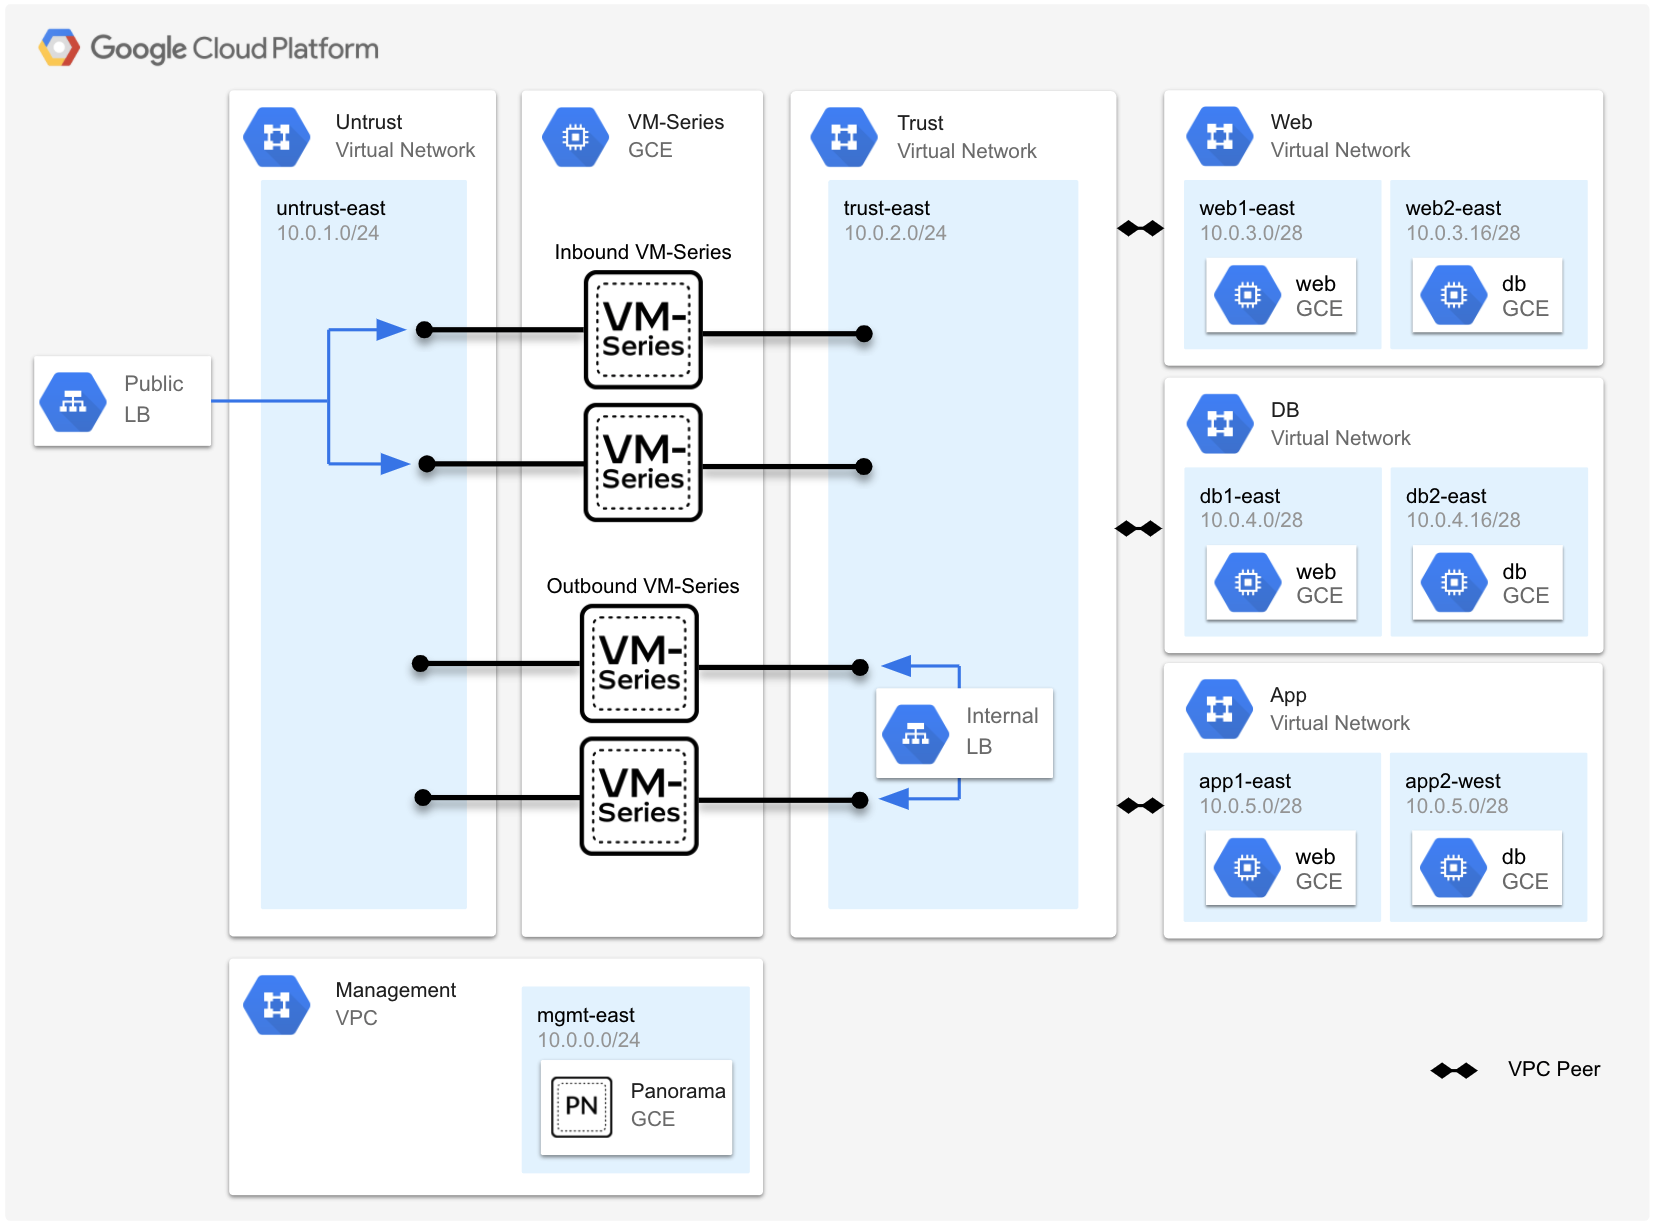 Google Cloud Platform
Untrust
Virtual Network
untrust-east
10.0.1.0/24
Public
LB
VM-Series
GCE
Inbound VM-Series
VM-
Series
VM-
Series
Outbound VM-Series
VM-
Series
VM-
Series
Trust
Virtual Network
trust-east
10.0.2.0/24
Internal
LB
Web
Virtual Network
web1-east
10.0.3.0/28
web
GCE
web2-east
10.0.3.16/28
db
GCE
DB
Virtual Network
db1-east
10.0.4.0/28
web
GCE
db2-east
10.0.4.16/28
db
GCE
App
Virtual Network
app1-east
10.0.5.0/28
web
GCE
app2-west
10.0.5.0/28
db
GCE
Management
VPC
mgmt-east
10.0.0.0/24
PN
Panorama
GCE
VPC Peer